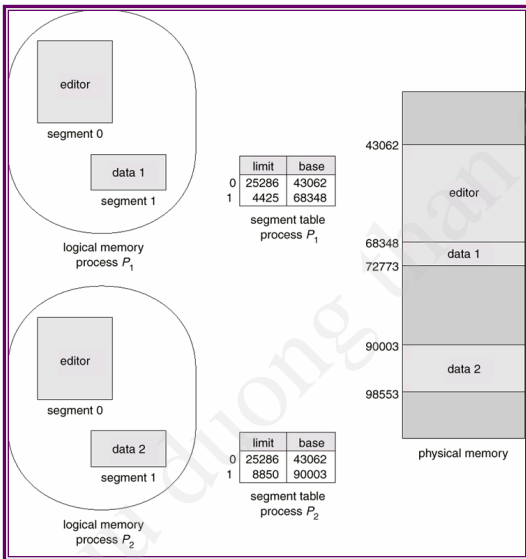 editor
segment 0
data 1
segment 1
logical memory
process P1
limit base
0 25286 43062
1 4425 68348
segment table
process P1
editor
segment 0
data 2
segment 1
logical memory
process P2
limit base
0 25286 43062
1 8850 90003
segment table
process P2
43062
editor
68348
data 1
72773
90003
data 2
98553
physical memory
duong than